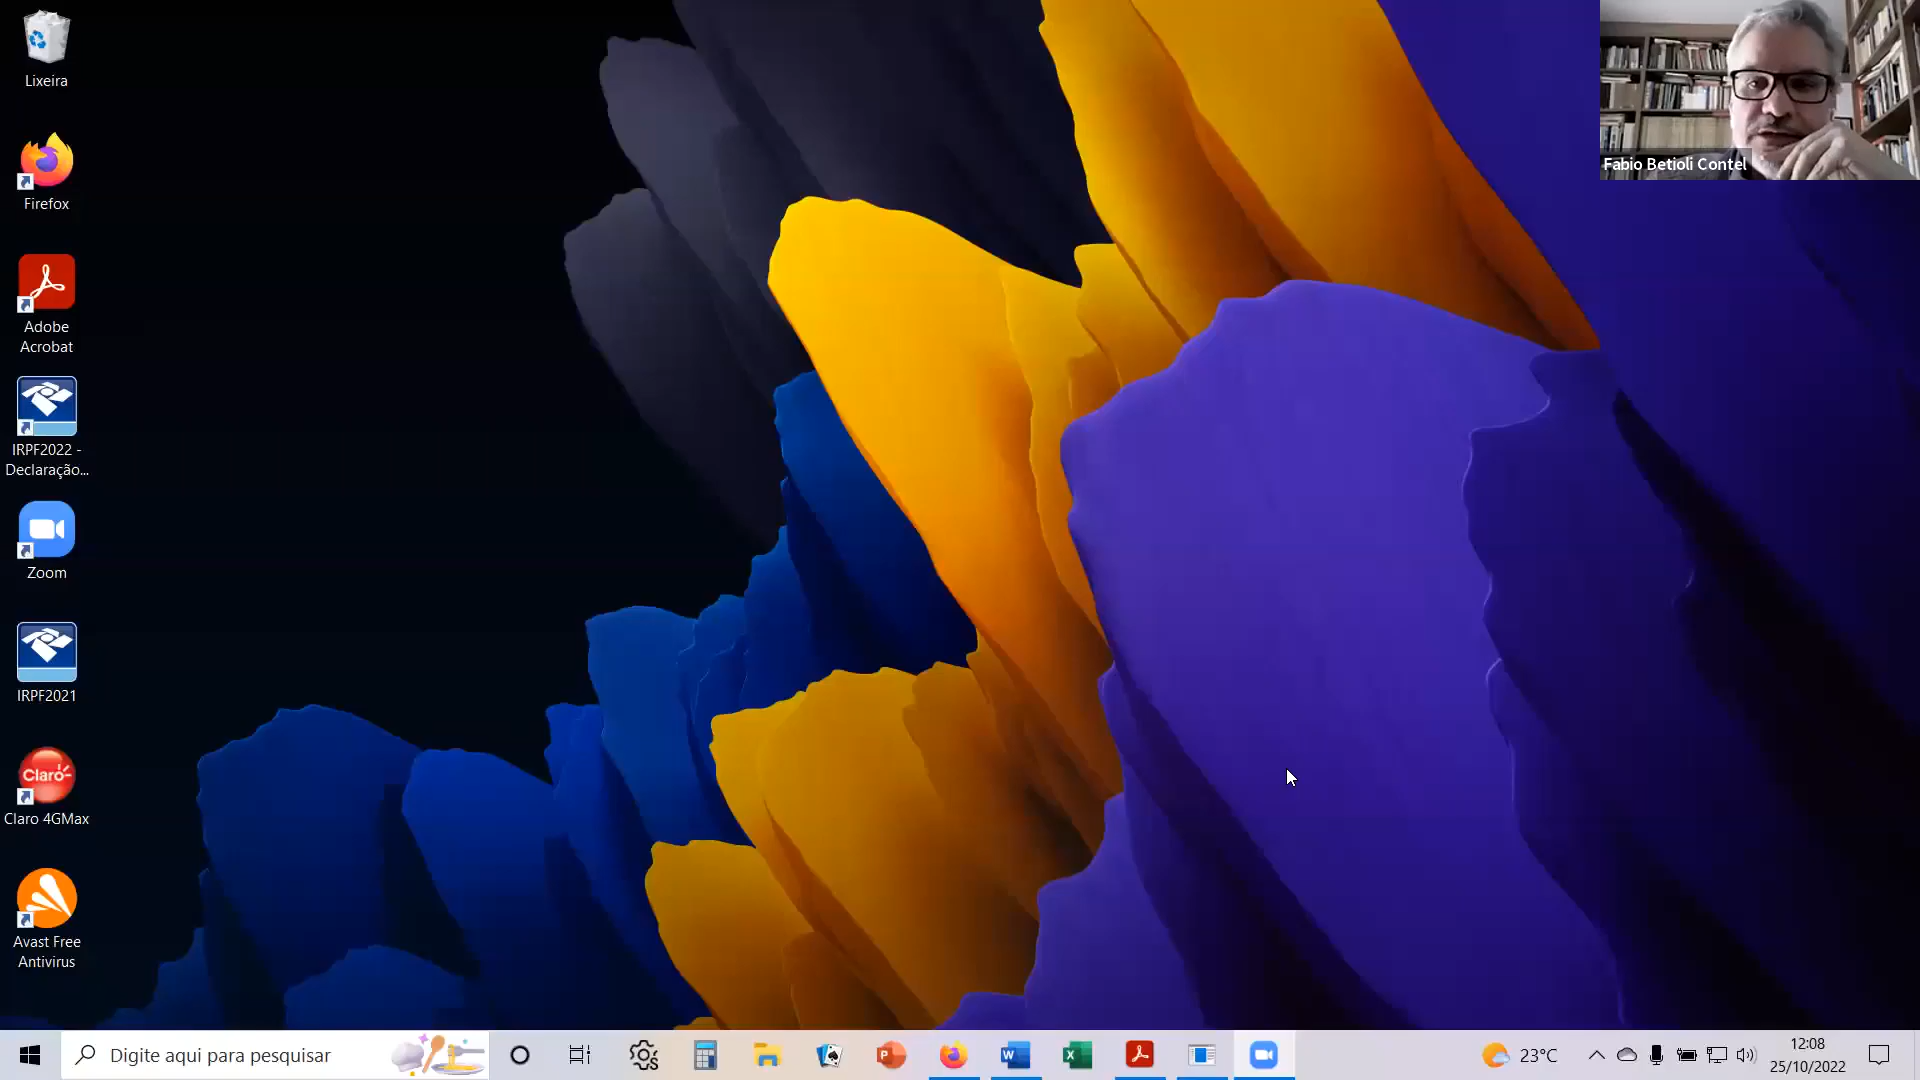 Lixeira
Firefox
Adobe
Acrobat
IRPF2022 -
Declaração...
Zoom
IRPF2021
Claro
Claro 4GMax
Avast Free
Antivirus
Fabio Betioli Contel
Digite aqui para pesquisar
23°C
12:08
25/10/2022